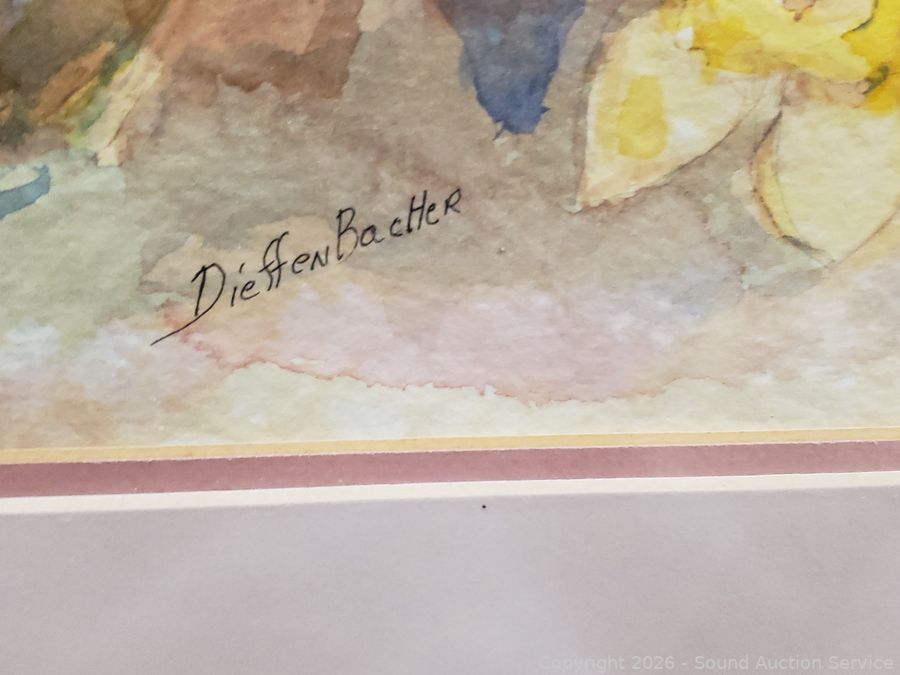 DieffenBacHer
Copyright 2026 - Sound Auction Service